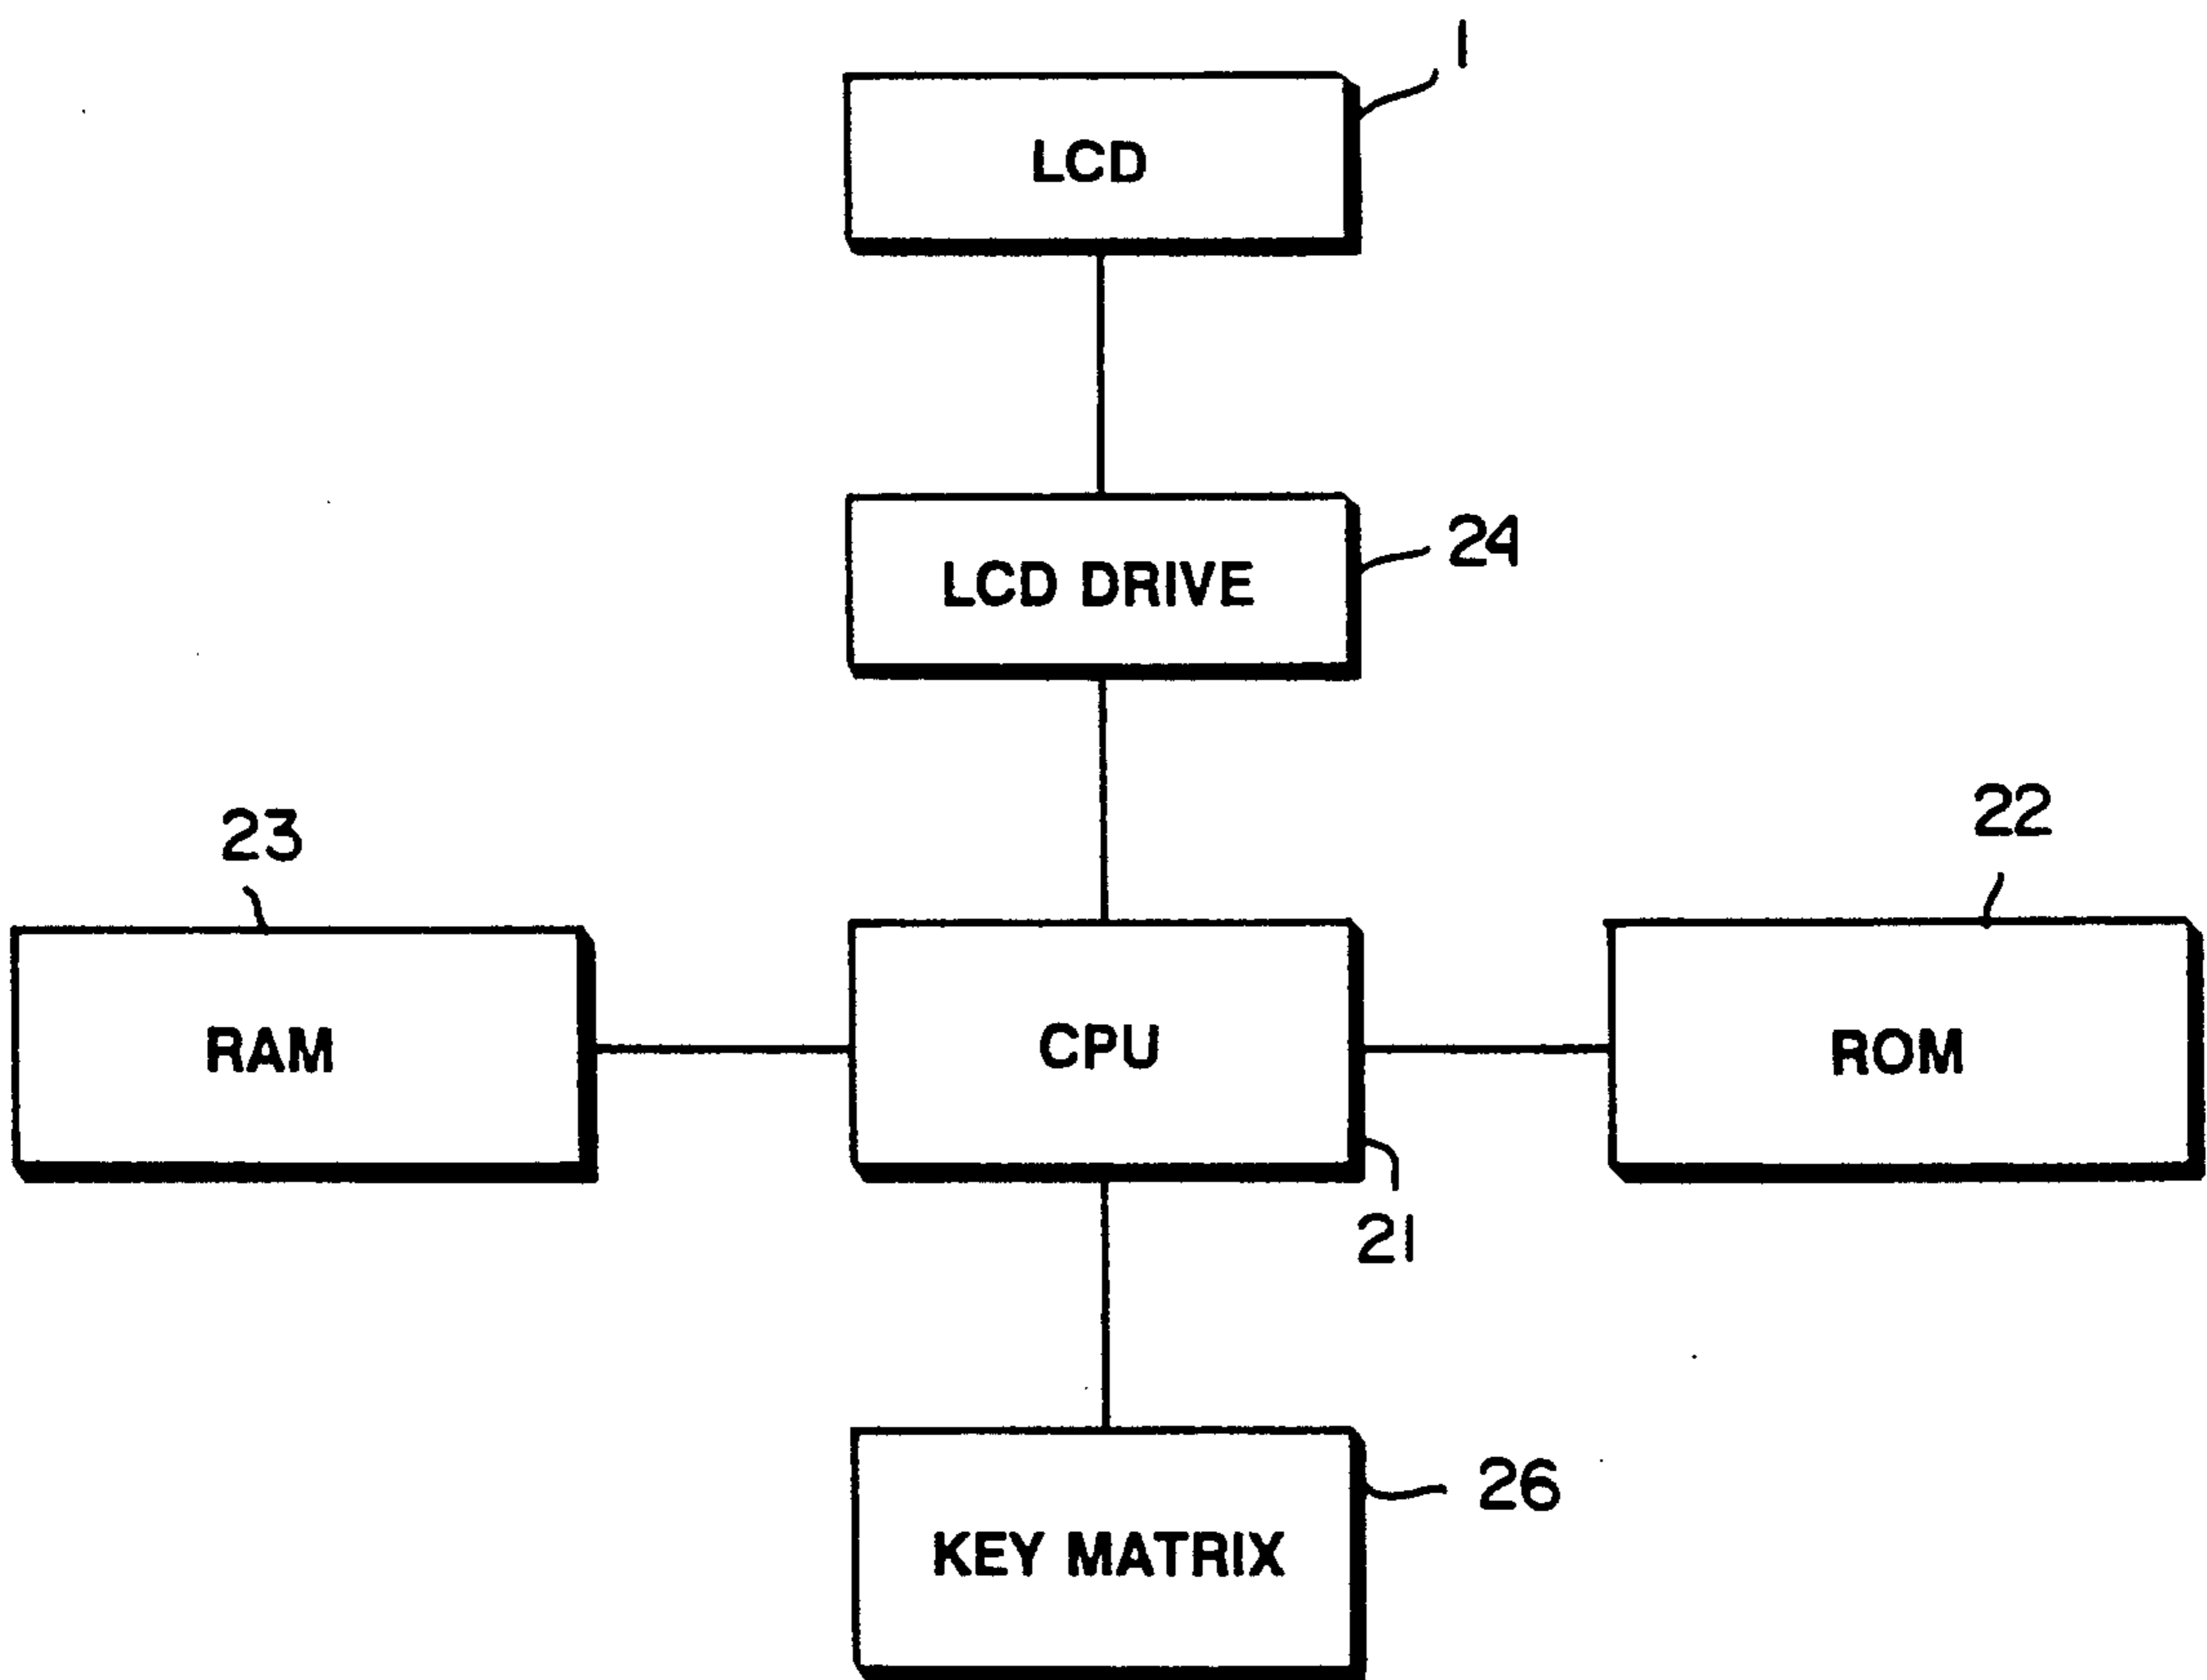 1
LCD
LCD DRIVE
24
23
22
RAM
CPU
ROM
21
26
KEY MATRIX